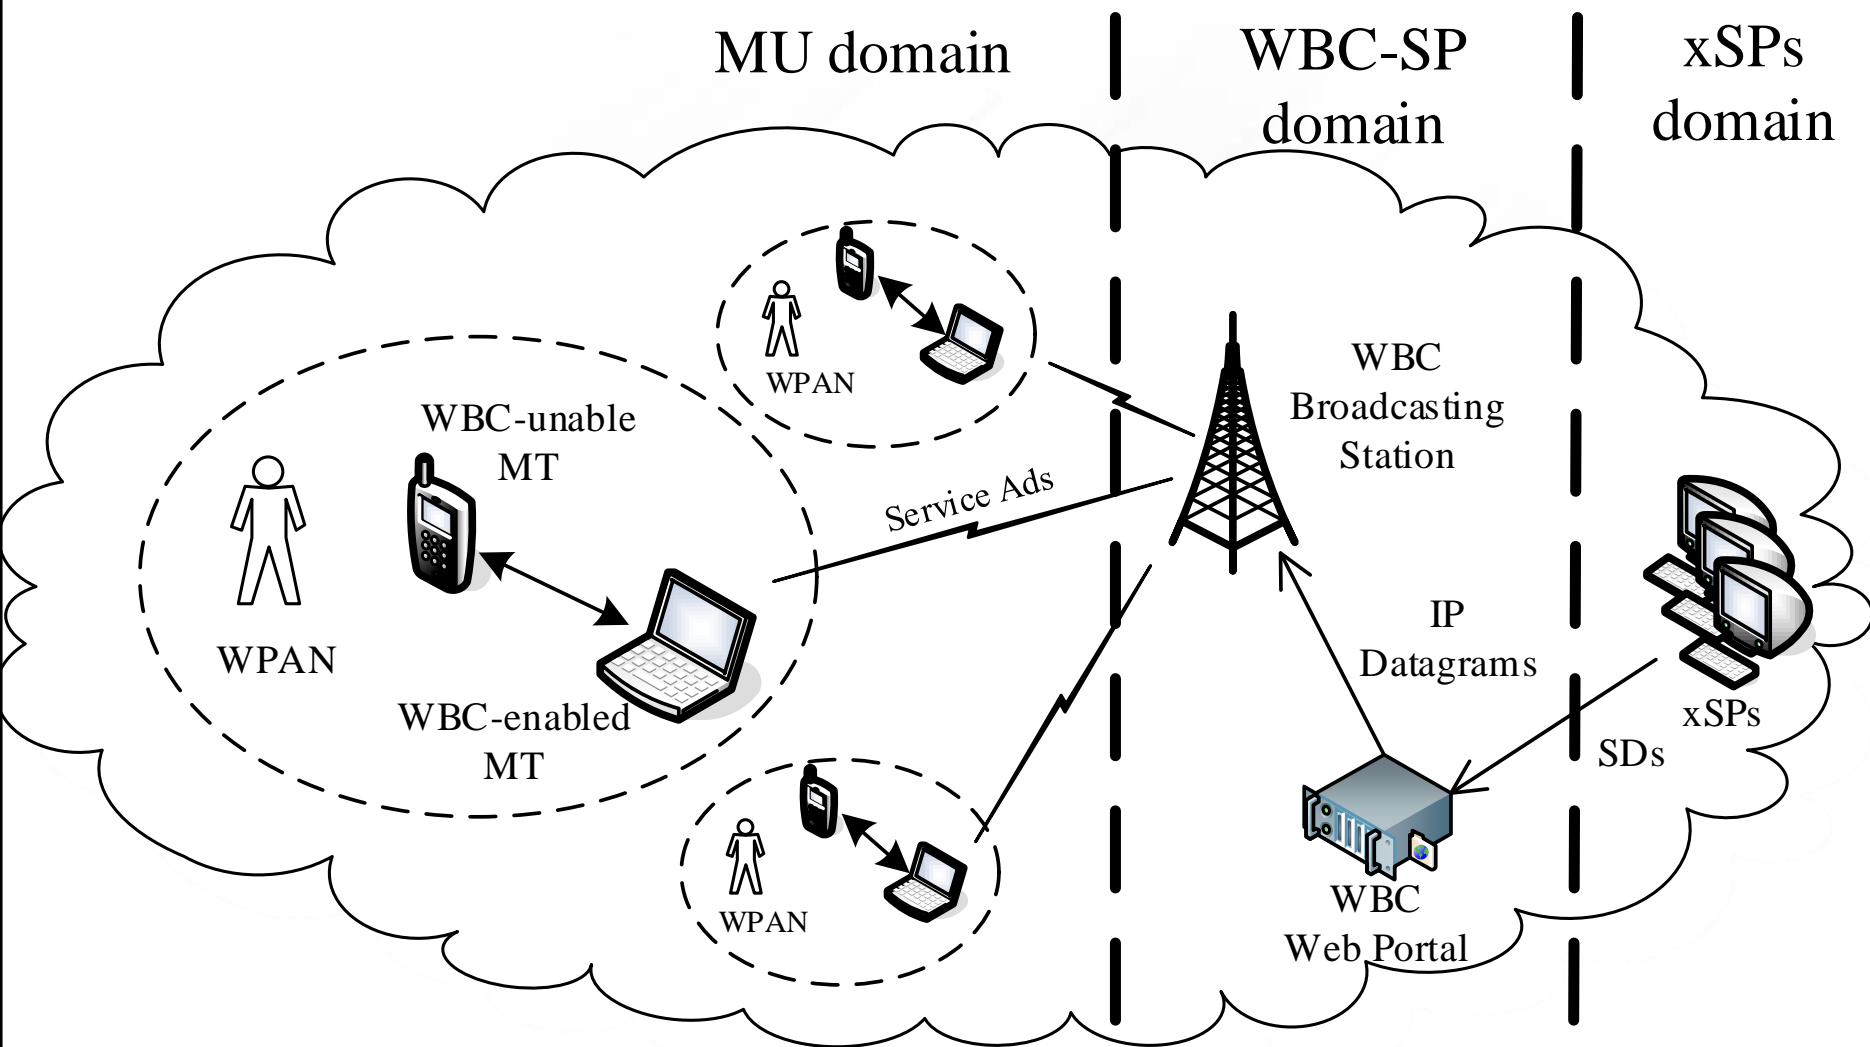 MU domain
WBC-SP
domain
xSPs
domain
WPAN
WBC-unable
MT
WPAN
WBC-enabled
MT
Service Ads
WPAN
WBC
Broadcasting
Station
IP
Datagrams
WBC
Web Portal
xSPs
SDs